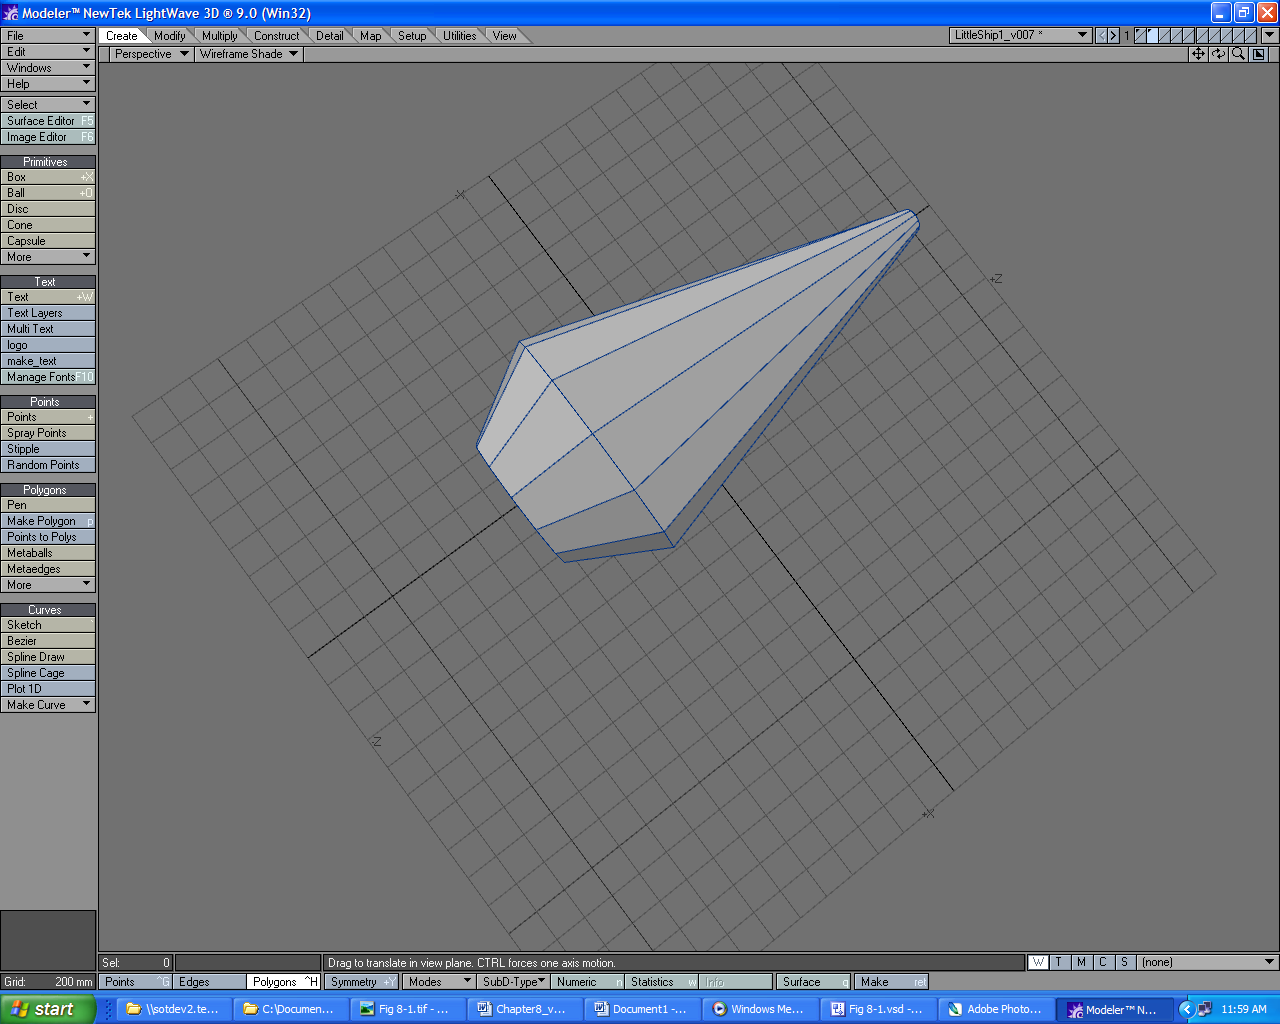 Modeler™ NewTek LightWave 3D ® 9.0 (Win32)
File
Edit
Windows
Help
Create Modify Multiply Construct Detail Map Setup Utilities View
LittleShip1_v007 *
1
Perspective Wireframe Shade
Select
Surface Editor F5
Image Editor F6
Primitives
Box +X
Ball +O
Disc
Cone
Capsule
More
Text
Text +W
Text Layers
Multi Text
logo
make_text
Manage Fonts F10
Points
Points +
Spray Points
Stipple
Random Points
Polygons
Pen
Make Polygon p
Points to Polys
Metaballs
Metaedges
More
Curves
Sketch `
Bezier
Spline Draw
Spline Cage
Plot 1D
Make Curve
-X
+Z
-Z
+X
Sel: 0
Drag to translate in view plane. CTRL forces one axis motion.
W T M C S (none)
Grid: 200 mm
Points ^G Edges Polygons ^H Symmetry +Y Modes SubD-Type Numeric n Statistics w Info Surface q Make ret
start
\\sotdev2.te...
C:\Documen...
Fig 8-1.tif - ...
Chapter8_v...
Document1 -...
Windows Me...
Fig 8-1.vsd -...
Adobe Photo...
Modeler™ N...
11:59 AM